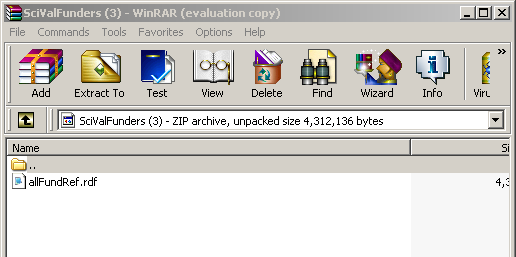 SciValFunders (3) - WinRAR (evaluation copy)
File Commands Tools Favorites Options Help
Add Extract To Test View Delete Find Wizard Info Viru
SciValFunders (3) - ZIP archive, unpacked size 4,312,136 bytes
Name Si
..
allFundRef.rdf 4,3